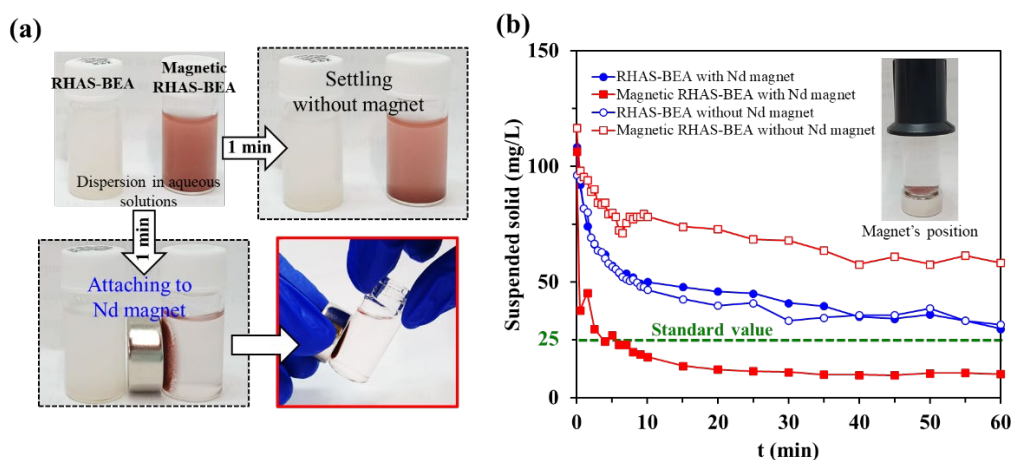 (a)
RHAS-BEA
Magnetic
RHAS-BEA
1 min
Settling
without magnet
Dispersion in aqueous
solutions
1 min
Attaching to
Nd magnet
(b)
150
100
50
25
0
Suspended solid (mg/L)
RHAS-BEA with Nd magnet
Magnetic RHAS-BEA with Nd magnet
RHAS-BEA without Nd magnet
Magnetic RHAS-BEA without Nd magnet
Magnet's position
Standard value
0
10
20
30
40
50
60
t (min)